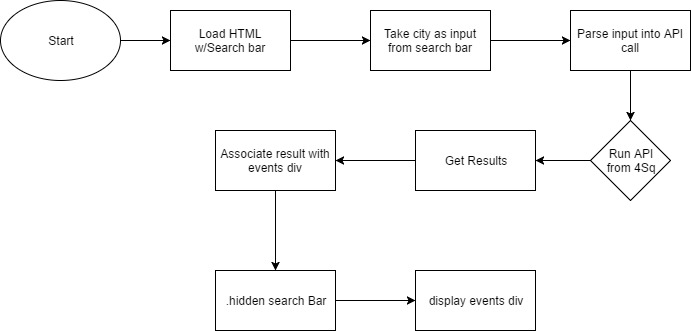 Start
Load HTML
w/Search bar
Take city as input
from search bar
Parse input into API
call
Run API
from 4Sq
Get Results
Associate result with
events div
.hidden search Bar
display events div